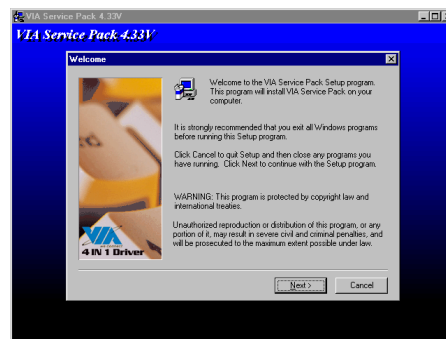 VIA Service Pack 4.33V
VIA Service Pack 4.33V
Welcome
Welcome to the VIA Service Pack Setup program.
This program will install VIA Service Pack on your
computer.
It is strongly recommended that you exit all Windows programs
before running this Setup program.
Click Cancel to quit Setup and then close any programs you
have running. Click Next to continue with the Setup program.
WARNING: This program is protected by copyright law and
international treaties.
Unauthorized reproduction or distribution of this program, or any
portion of it, may result in severe civil and criminal penalties, and
will be prosecuted to the maximum extent possible under law.
VIA
4 IN 1 Driver
Next >
Cancel